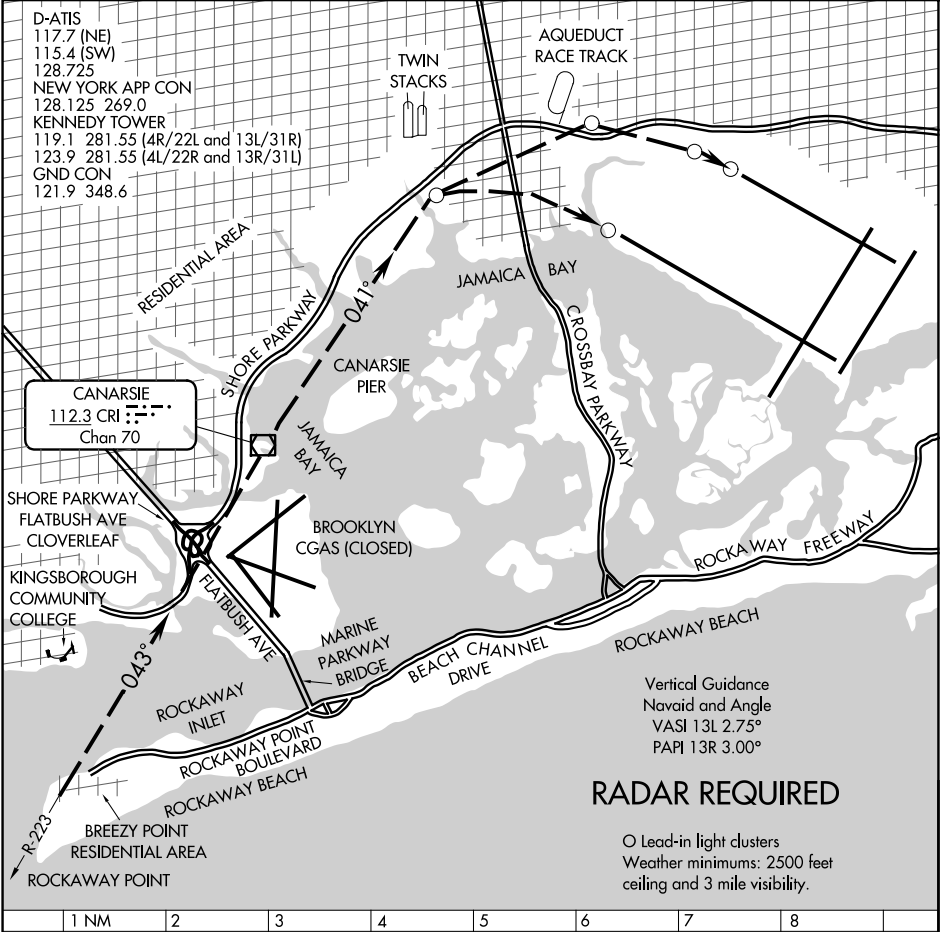 D-ATIS
117.7 (NE)
115.4 (SW)
128.725
NEW YORK APP CON
128.125 269.0
KENNEDY TOWER
119.1 281.55 (4R/22L and 13L/31R)
123.9 281.55 (4L/22R and 13R/31L)
GND CON
121.9 348.6
TWIN
STACKS
AQUEDUCT
RACE TRACK
RESIDENTIAL AREA
SHORE PARKWAY
041°
JAMAICA BAY
CROSSBAY PARKWAY
CANARSIE
PIER
CANARSIE
112.3 CRI
Chan 70
JAMAICA
BAY
SHORE PARKWAY
FLATBUSH AVE
CLOVERLEAF
BROOKLYN
CGAS (CLOSED)
KINGSBOROUGH
COMMUNITY
COLLEGE
FLATBUSH AVE
043°
MARINE
PARKWAY
BRIDGE
BEACH CHANNEL
DRIVE
ROCKAWAY FREEWAY
ROCKAWAY BEACH
ROCKAWAY
INLET
ROCKAWAY POINT
BOULEVARD
ROCKAWAY BEACH
Vertical Guidance
Navaid and Angle
VASI 13L 2.75°
PAPI 13R 3.00°
RADAR REQUIRED
R-223
BREEZY POINT
RESIDENTIAL AREA
ROCKAWAY POINT
O Lead-in light clusters
Weather minimums: 2500 feet
ceiling and 3 mile visibility.
1 NM 2 3 4 5 6 7 8